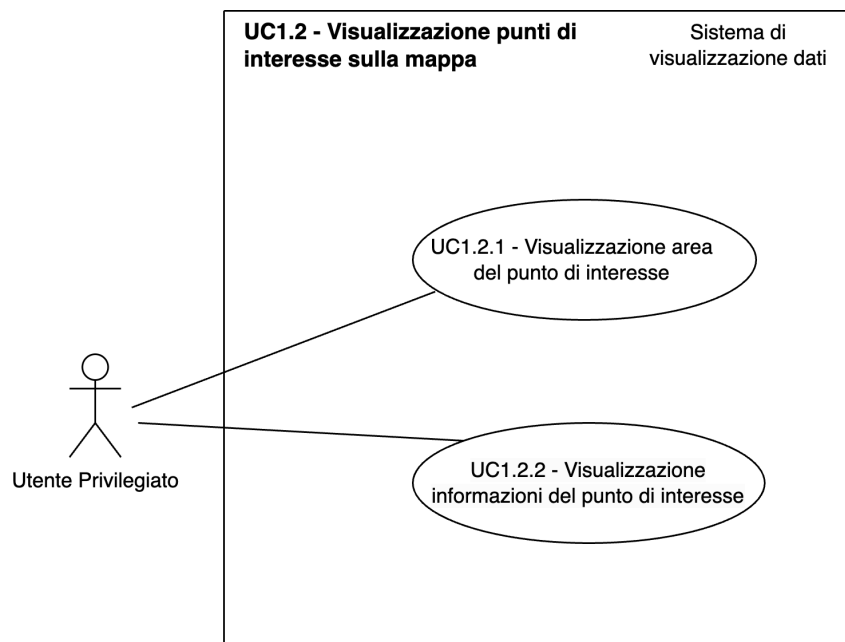 UC1.2 - Visualizzazione punti di
interesse sulla mappa
Sistema di
visualizzazione dati
UC1.2.1 - Visualizzazione area
del punto di interesse
Utente Privilegiato
UC1.2.2 - Visualizzazione
informazioni del punto di interesse